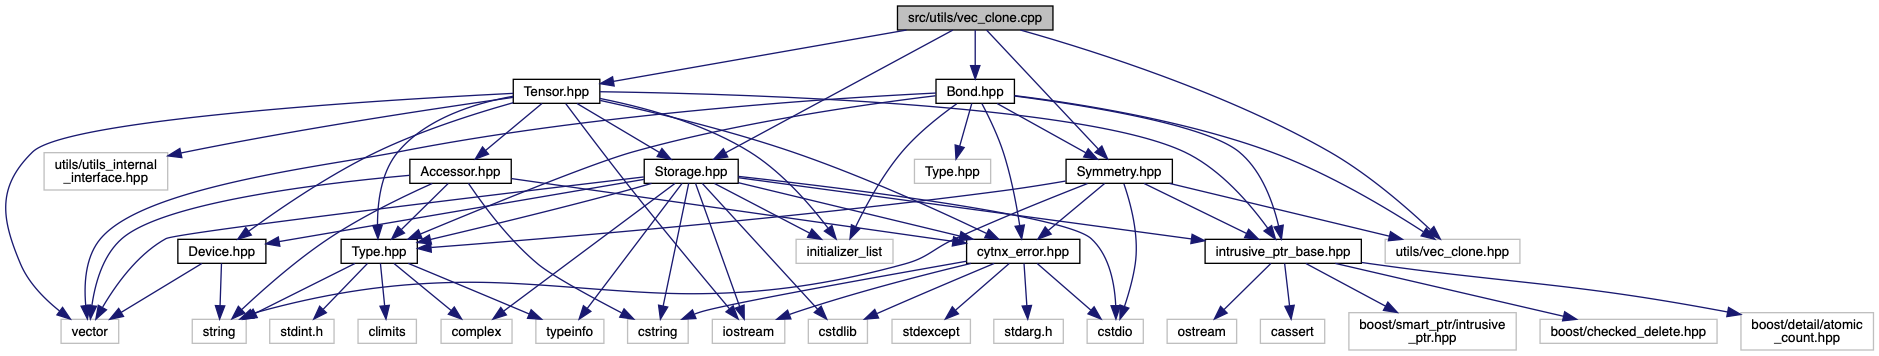 src/utils/vec_clone.cpp
Tensor.hpp
Bond.hpp
utils/utils_internal
_interface.hpp
Accessor.hpp
Storage.hpp
Type.hpp
Symmetry.hpp
Device.hpp
Type.hpp
initializer_list
cytnx_error.hpp
intrusive_ptr_base.hpp
utils/vec_clone.hpp
vector
string
stdint.h
climits
complex
typeinfo
cstring
iostream
cstdlib
stdexcept
stdarg.h
cstdio
ostream
cassert
boost/smart_ptr/intrusive
_ptr.hpp
boost/checked_delete.hpp
boost/detail/atomic
_count.hpp